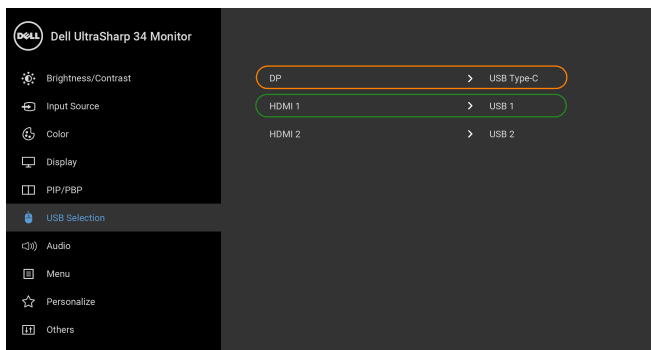 DELL Dell UltraSharp 34 Monitor
Brightness/Contrast
Input Source
Color
Display
PIP/PBP
USB Selection
Audio
Menu
Personalize
Others
DP > USB Type-C
HDMI 1 > USB 1
HDMI 2 > USB 2